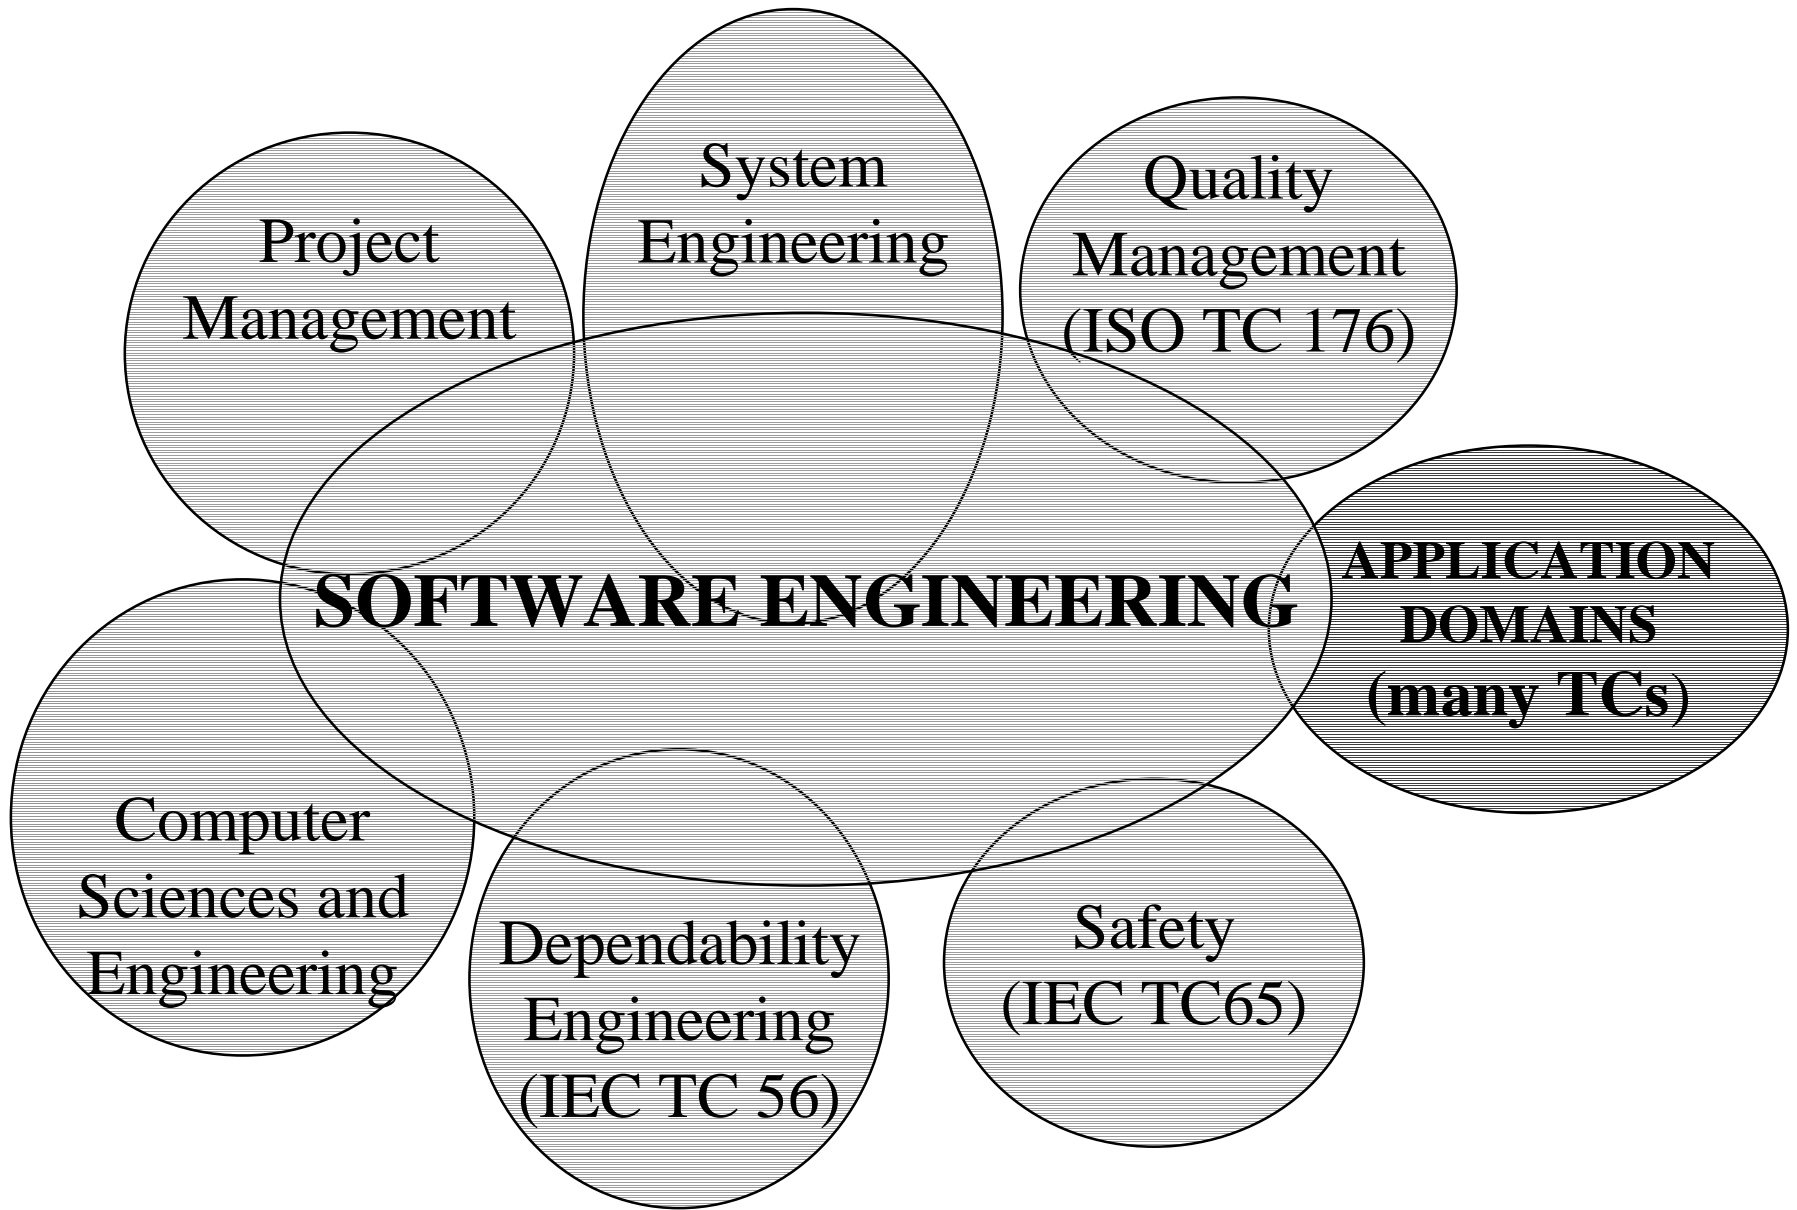 System
Engineering
Quality
Management
(ISO TC 176)
Project
Management
SOFTWARE ENGINEERING
APPLICATION
DOMAINS
(many TCs)
Computer
Sciences and
Engineering
Dependability
Engineering
(IEC TC 56)
Safety
(IEC TC65)